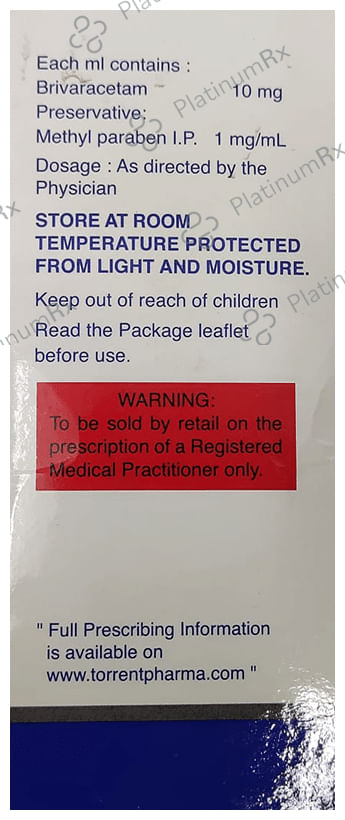 Each ml contains :
Brivaracetam 10 mg
Preservative:
Methyl paraben I.P. 1 mg/mL
Dosage : As directed by the
Physician
STORE AT ROOM
TEMPERATURE PROTECTED
FROM LIGHT AND MOISTURE.
Keep out of reach of children
Read the Package leaflet
before use.
WARNING:
To be sold by retail on the
prescription of a Registered
Medical Practitioner only.
" Full Prescribing Information
is available on
www.torrentpharma.com "
PlatinumRx
PlatinumRx